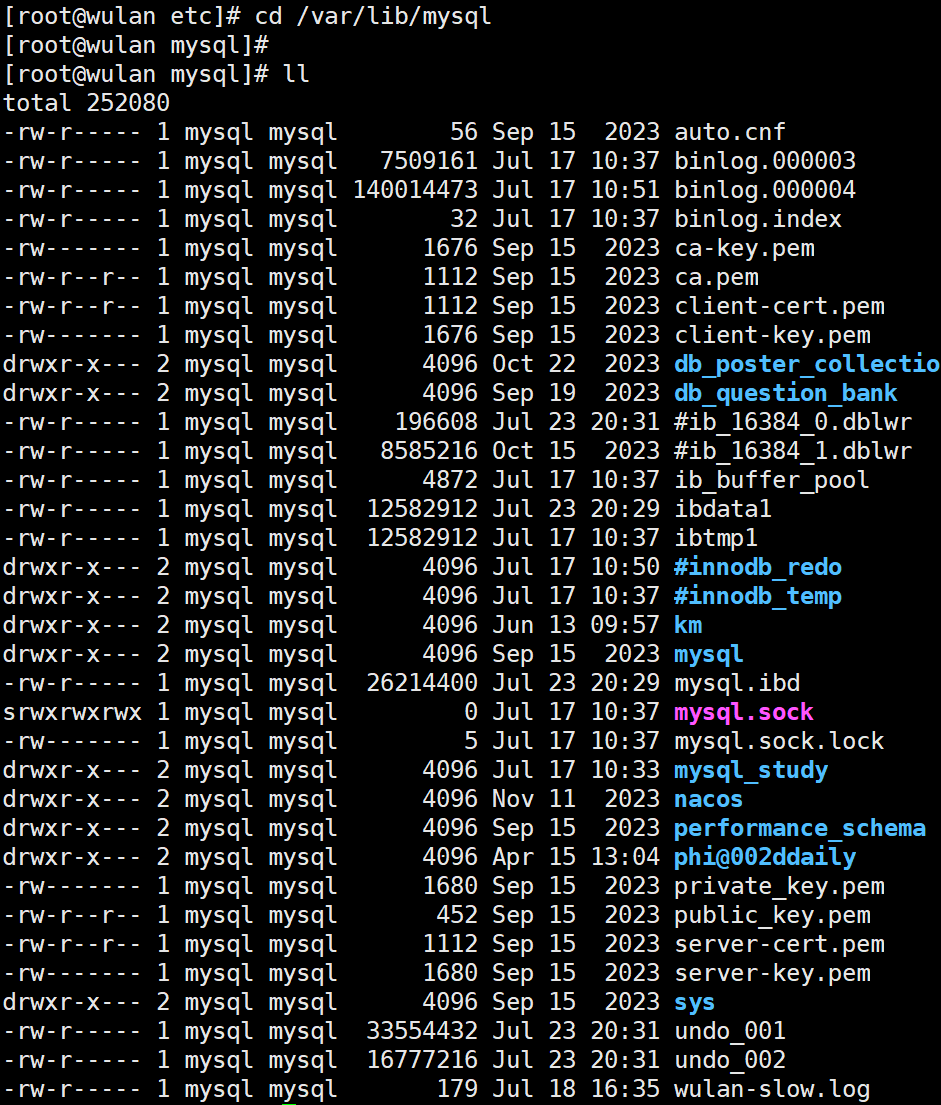 [root@wulan etc]# cd /var/lib/mysql
[root@wulan mysql]#
[root@wulan mysql]# ll
total 252080
-rw-r----- 1 mysql mysql        56 Sep 15  2023 auto.cnf
-rw-r----- 1 mysql mysql   7509161 Jul 17 10:37 binlog.000003
-rw-r----- 1 mysql mysql 140014473 Jul 17 10:51 binlog.000004
-rw-r----- 1 mysql mysql        32 Jul 17 10:37 binlog.index
-rw------- 1 mysql mysql      1676 Sep 15  2023 ca-key.pem
-rw-r--r-- 1 mysql mysql      1112 Sep 15  2023 ca.pem
-rw-r--r-- 1 mysql mysql      1112 Sep 15  2023 client-cert.pem
-rw------- 1 mysql mysql      1676 Sep 15  2023 client-key.pem
drwxr-x--- 2 mysql mysql      4096 Oct 22  2023 db_poster_collectio
drwxr-x--- 2 mysql mysql      4096 Sep 19  2023 db_question_bank
-rw-r----- 1 mysql mysql    196608 Jul 23 20:31 #ib_16384_0.dblwr
-rw-r----- 1 mysql mysql   8585216 Oct 15  2023 #ib_16384_1.dblwr
-rw-r----- 1 mysql mysql      4872 Jul 17 10:37 ib_buffer_pool
-rw-r----- 1 mysql mysql  12582912 Jul 23 20:29 ibdata1
-rw-r----- 1 mysql mysql  12582912 Jul 17 10:37 ibtmp1
drwxr-x--- 2 mysql mysql      4096 Jul 17 10:50 #innodb_redo
drwxr-x--- 2 mysql mysql      4096 Jul 17 10:37 #innodb_temp
drwxr-x--- 2 mysql mysql      4096 Jun 13 09:57 km
drwxr-x--- 2 mysql mysql      4096 Sep 15  2023 mysql
-rw-r----- 1 mysql mysql  26214400 Jul 23 20:29 mysql.ibd
srwxrwxrwx 1 mysql mysql         0 Jul 17 10:37 mysql.sock
-rw------- 1 mysql mysql         5 Jul 17 10:37 mysql.sock.lock
drwxr-x--- 2 mysql mysql      4096 Jul 17 10:33 mysql_study
drwxr-x--- 2 mysql mysql      4096 Nov 11  2023 nacos
drwxr-x--- 2 mysql mysql      4096 Sep 15  2023 performance_schema
drwxr-x--- 2 mysql mysql      4096 Apr 15 13:04 phi@002ddaily
-rw------- 1 mysql mysql      1680 Sep 15  2023 private_key.pem
-rw-r--r-- 1 mysql mysql       452 Sep 15  2023 public_key.pem
-rw-r--r-- 1 mysql mysql      1112 Sep 15  2023 server-cert.pem
-rw------- 1 mysql mysql      1680 Sep 15  2023 server-key.pem
drwxr-x--- 2 mysql mysql      4096 Sep 15  2023 sys
-rw-r----- 1 mysql mysql  33554432 Jul 23 20:31 undo_001
-rw-r----- 1 mysql mysql  16777216 Jul 23 20:31 undo_002
-rw-r----- 1 mysql mysql       179 Jul 18 16:35 wulan-slow.log